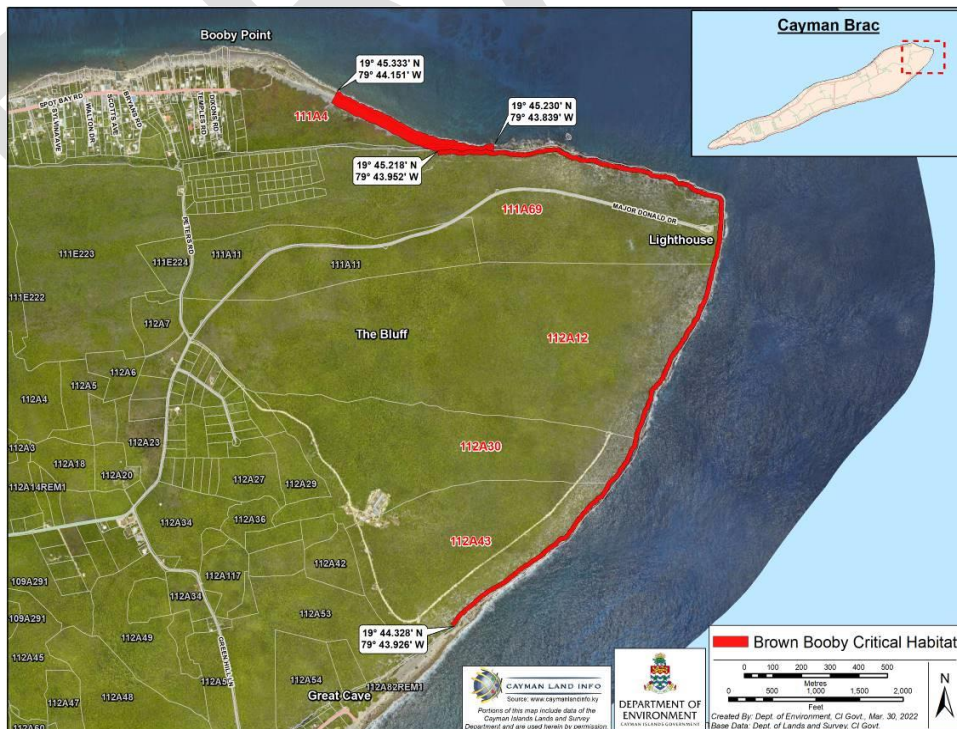 Cayman Brac
Booby Point
19° 45.333' N
79° 44.151' W
19° 45.230' N
79° 43.839' W
SPOT BAY RD
SYLVINA AVE
WALTON DR
SCOTTS AVE
BRYANS RD
TEMPLES RD
DIXONS RD
111A4
19° 45.218' N
79° 43.952' W
PETERS RD
111A69
MAJOR DONALD DR
Lighthouse
111E223
111E224
111A11
111A11
111E222
112A7
The Bluff
112A12
112A6
112A5
112A4
112A3
112A23
112A30
112A18
112A20
112A27
112A29
112A14REM1
112A34
112A36
112A43
112A42
109A291
112A117
112A34
112A53
109A291
19° 44.328' N
79° 43.926' W
112A49
GREEN HILL LN
112A45
112A54
112A82REM1
112A48
112A47
Great Cave
CAYMAN LAND INFO
Source: www.caymanlandinfo.ky
Portions of this map include data of the
Cayman Islands Lands and Survey
Department and are used herein by permission.
DEPARTMENT OF
ENVIRONMENT
CAYMAN ISLANDS GOVERNMENT
Brown Booby Critical Habitat
0 100 200 300 400 500
Metres
0 500 1,000 1,500 2,000
Feet
N
Created By: Dept. of Environment, CI Govt., Mar. 30, 2022
Base Data: Dept. of Lands and Survey, CI Govt.